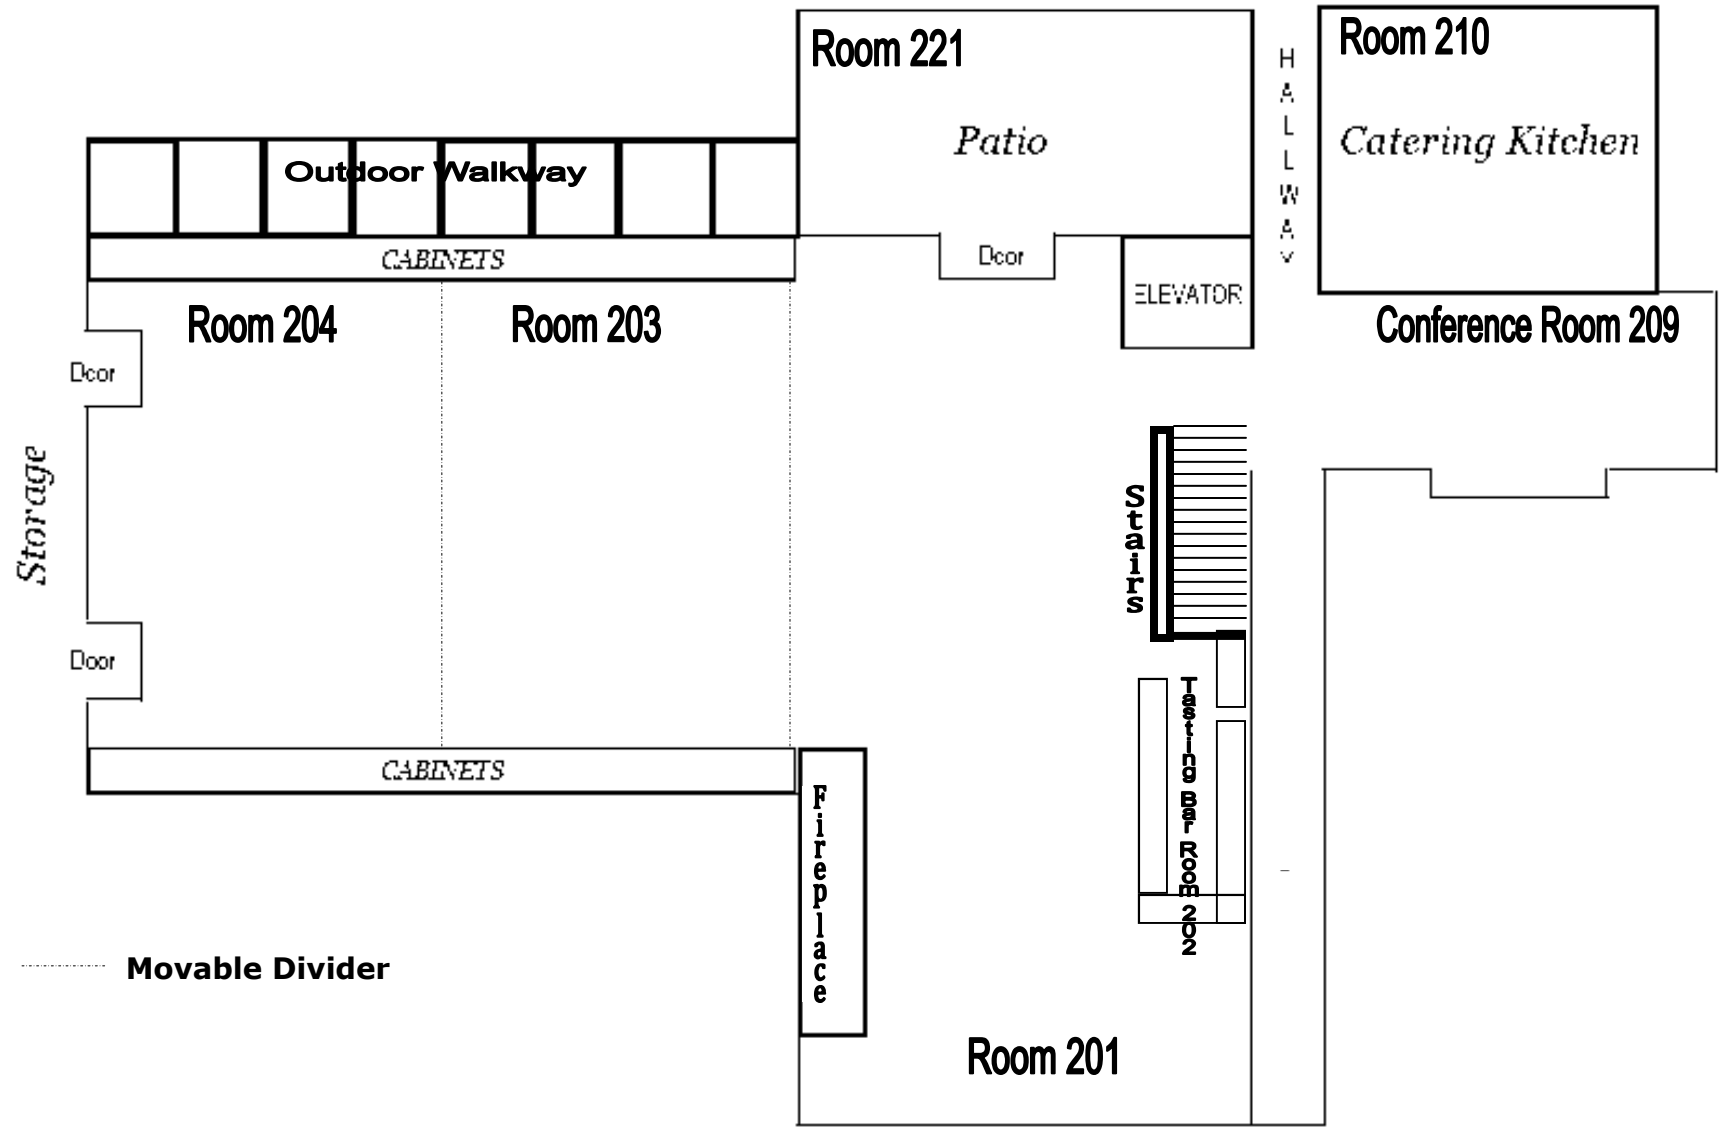 Room 221
Room 210
HALLWAY
Patio
Catering Kitchen
Outdoor Walkway
Door
CABINETS
ELEVATOR
Room 204
Room 203
Conference Room 209
Door
Storage
Stairs
Door
Tasting Bar Room 202
CABINETS
Fireplace
Movable Divider
Room 201